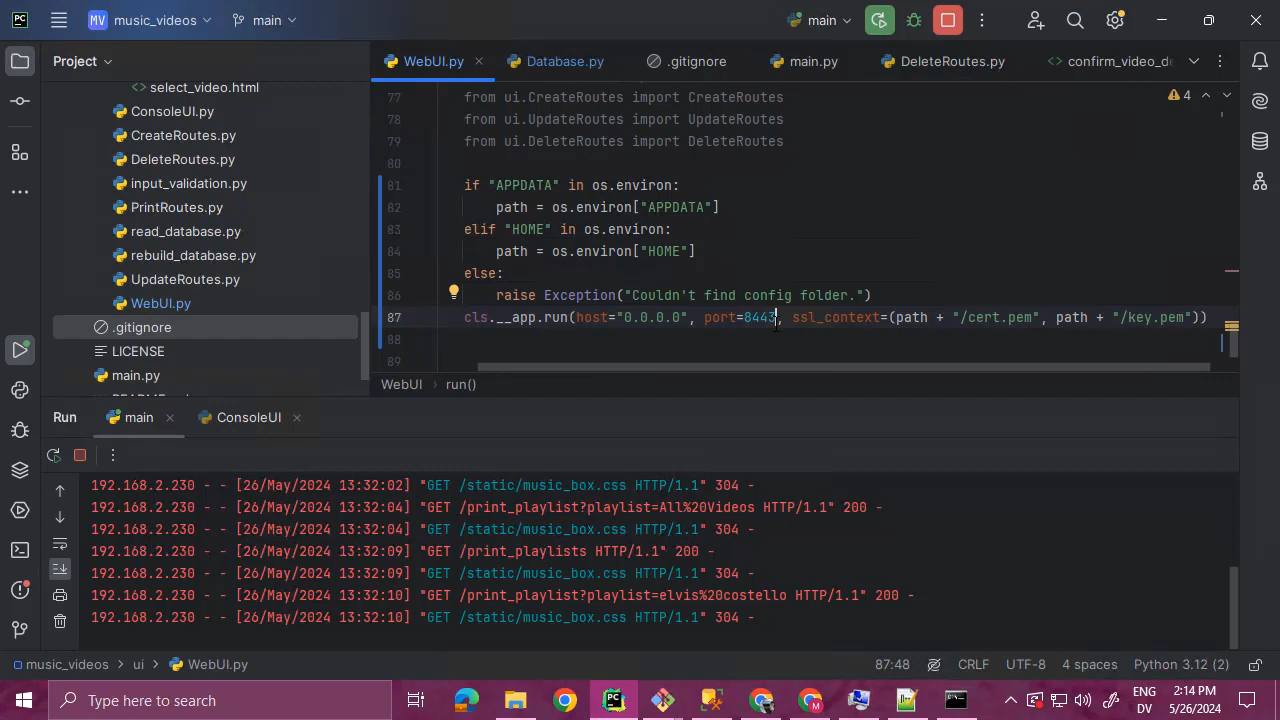 PC
MV music_videos main
main
Project
WebUI.py Database.py .gitignore main.py DeleteRoutes.py confirm_video_de
select_video.html
ConsoleUI.py
CreateRoutes.py
DeleteRoutes.py
input_validation.py
PrintRoutes.py
read_database.py
rebuild_database.py
UpdateRoutes.py
WebUI.py
.gitignore
LICENSE
main.py
4
77 from ui.CreateRoutes import CreateRoutes
78 from ui.UpdateRoutes import UpdateRoutes
79 from ui.DeleteRoutes import DeleteRoutes
80
81 if "APPDATA" in os.environ:
82 path = os.environ["APPDATA"]
83 elif "HOME" in os.environ:
84 path = os.environ["HOME"]
85 else:
86 raise Exception("Couldn't find config folder.")
87 cls.__app.run(host="0.0.0.0", port=8443, ssl_context=(path + "/cert.pem", path + "/key.pem"))
88
89
WebUI run()
Run main ConsoleUI
192.168.2.230 - - [26/May/2024 13:32:02] "GET /static/music_box.css HTTP/1.1" 304 -
192.168.2.230 - - [26/May/2024 13:32:04] "GET /print_playlist?playlist=All%20Videos HTTP/1.1" 200 -
192.168.2.230 - - [26/May/2024 13:32:04] "GET /static/music_box.css HTTP/1.1" 304 -
192.168.2.230 - - [26/May/2024 13:32:09] "GET /print_playlists HTTP/1.1" 200 -
192.168.2.230 - - [26/May/2024 13:32:09] "GET /static/music_box.css HTTP/1.1" 304 -
192.168.2.230 - - [26/May/2024 13:32:10] "GET /print_playlist?playlist=elvis%20costello HTTP/1.1" 200 -
192.168.2.230 - - [26/May/2024 13:32:10] "GET /static/music_box.css HTTP/1.1" 304 -
music_videos ui WebUI.py 87:48 CRLF UTF-8 4 spaces Python 3.12 (2)
Type here to search
ENG 2:14 PM
DV 5/26/2024